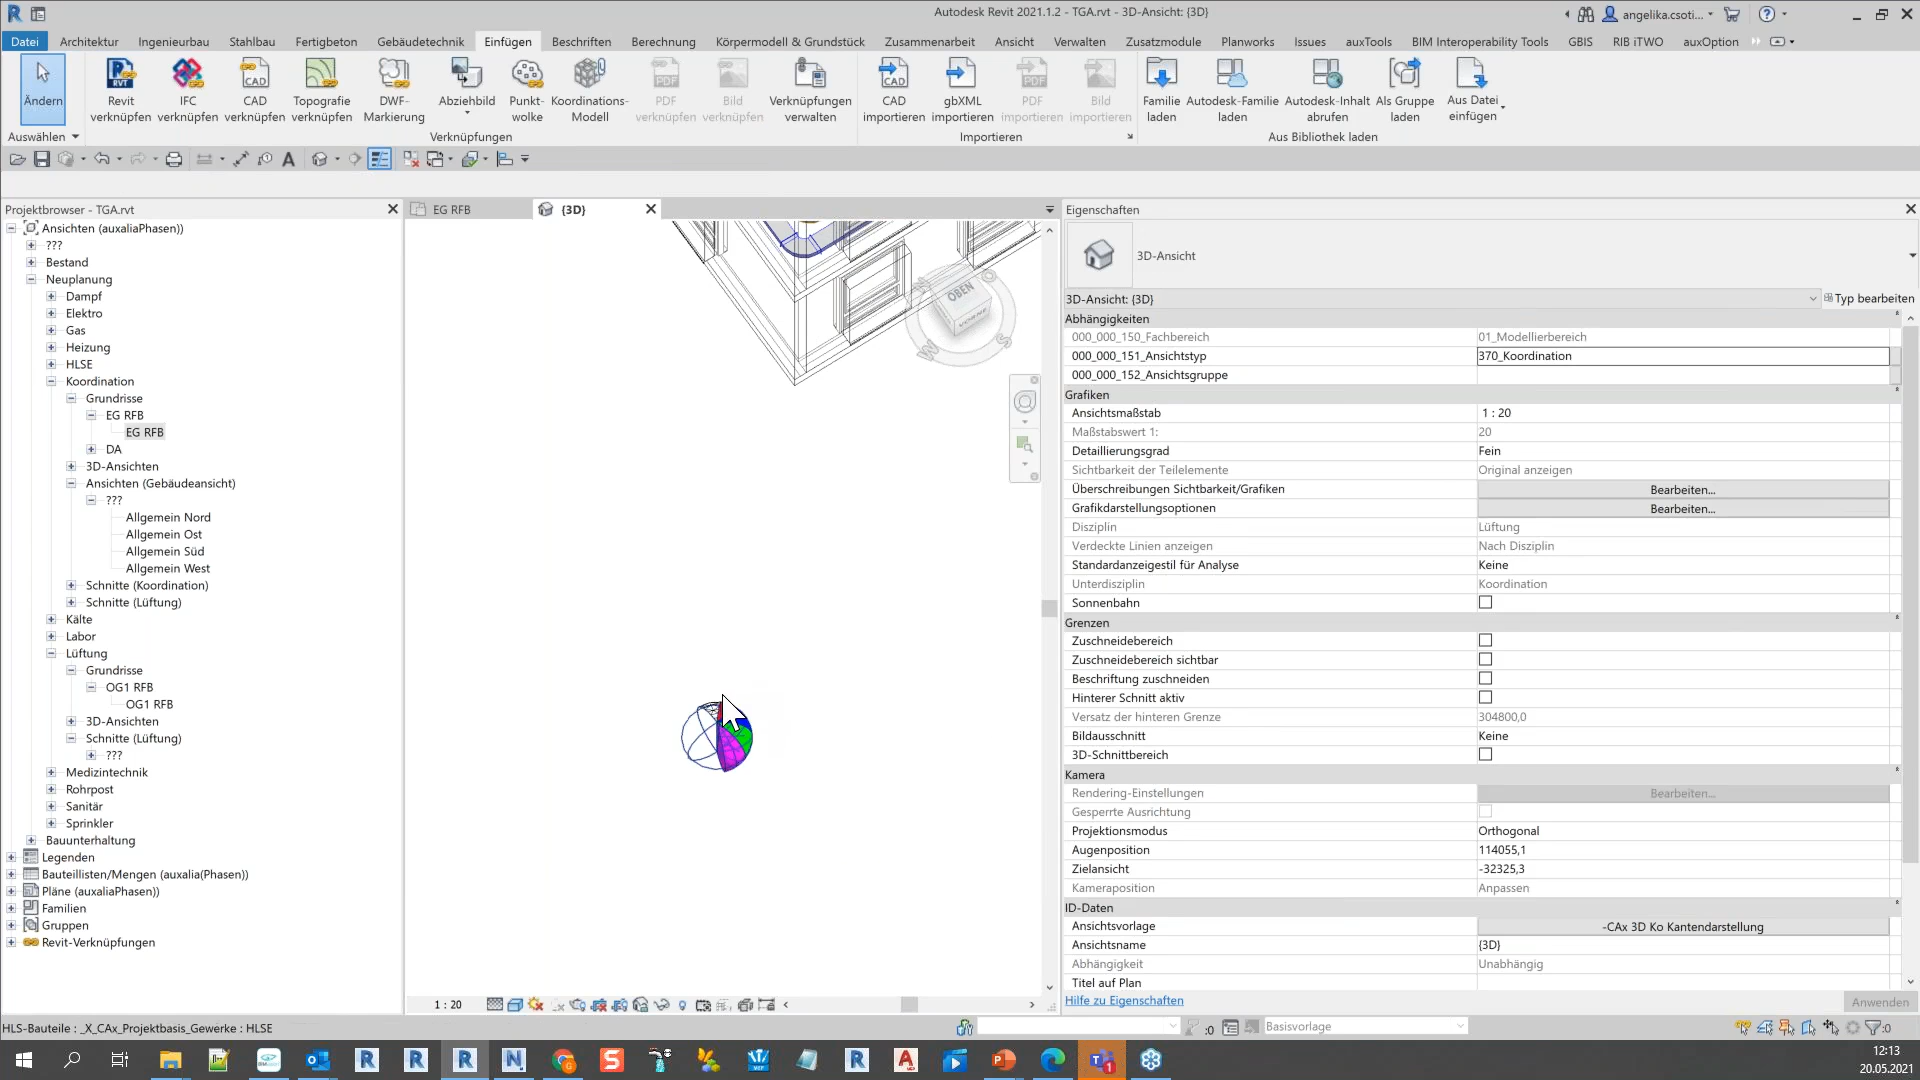 Autodesk Revit 2021.1.2 - TGA.rvt - 3D-Ansicht: {3D}
angelika.csoti...
Datei Architektur Ingenieurbau Stahlbau Fertigbeton Gebäudetechnik Einfügen Beschriften Berechnung Körpermodell & Grundstück Zusammenarbeit Ansicht Verwalten Zusatzmodule Planworks Issues auxTools BIM Interoperability Tools GBIS RIB iTWO auxOption
Ändern
Revit verknüpfen
IFC verknüpfen
CAD verknüpfen
Topografie verknüpfen
DWF-Markierung
Abziehbild
Punkt-wolke
Koordinations-Modell
PDF verknüpfen
Bild verknüpfen
Verknüpfungen verwalten
CAD importieren
gbXML importieren
PDF importieren
Bild importieren
Familie laden
Autodesk-Familie laden
Autodesk-Inhalt abrufen
Als Gruppe laden
Aus Datei einfügen
Auswählen Verknüpfungen Importieren Aus Bibliothek laden
Projektbrowser - TGA.rvt
Ansichten (auxaliaPhasen))
???
Bestand
Neuplanung
Dampf
Elektro
Gas
Heizung
HLSE
Koordination
Grundrisse
EG RFB
EG RFB
DA
3D-Ansichten
Ansichten (Gebäudeansicht)
???
Allgemein Nord
Allgemein Ost
Allgemein Süd
Allgemein West
Schnitte (Koordination)
Schnitte (Lüftung)
Kälte
Labor
Lüftung
Grundrisse
OG1 RFB
OG1 RFB
3D-Ansichten
Schnitte (Lüftung)
???
Medizintechnik
Rohrpost
Sanitär
Sprinkler
Bauunterhaltung
Legenden
Bauteillisten/Mengen (auxalia(Phasen))
Pläne (auxaliaPhasen))
Familien
Gruppen
Revit-Verknüpfungen
EG RFB {3D}
OBEN
VORNE
W S O
1 : 20
Eigenschaften
3D-Ansicht
3D-Ansicht: {3D} Typ bearbeiten
Abhängigkeiten
000_000_150_Fachbereich 01_Modellierbereich
000_000_151_Ansichtstyp 370_Koordination
000_000_152_Ansichtsgruppe
Grafiken
Ansichtsmaßstab 1 : 20
Maßstabswert 1: 20
Detaillierungsgrad Fein
Sichtbarkeit der Teilelemente Original anzeigen
Überschreibungen Sichtbarkeit/Grafiken Bearbeiten...
Grafikdarstellungsoptionen Bearbeiten...
Disziplin Lüftung
Verdeckte Linien anzeigen Nach Disziplin
Standardanzeigestil für Analyse Keine
Unterdisziplin Koordination
Sonnenbahn
Grenzen
Zuschneidebereich
Zuschneidebereich sichtbar
Beschriftung zuschneiden
Hinterer Schnitt aktiv
Versatz der hinteren Grenze 304800,0
Bildausschnitt Keine
3D-Schnittbereich
Kamera
Rendering-Einstellungen Bearbeiten...
Gesperrte Ausrichtung
Projektionsmodus Orthogonal
Augenposition 114055,1
Zielansicht -32325,3
Kameraposition Anpassen
ID-Daten
Ansichtsvorlage -CAx 3D Ko Kantendarstellung
Ansichtsname {3D}
Abhängigkeit Unabhängig
Titel auf Plan
Hilfe zu Eigenschaften Anwenden
HLS-Bauteile : _X_CAx_Projektbasis_Gewerke : HLSE :0 Basisvorlage :0
12:13
20.05.2021